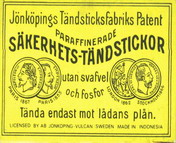 Jönköpings Tändsticksfabriks Patent
PARAFFINERADE
SÄKERHETS-TÄNDSTICKOR
utan svafvel
och fosfor
Tända endast mot lådans plån.
LICENSED BY AB JÖNKÖPING-VULCAN SWEDEN MADE IN INDONESIA